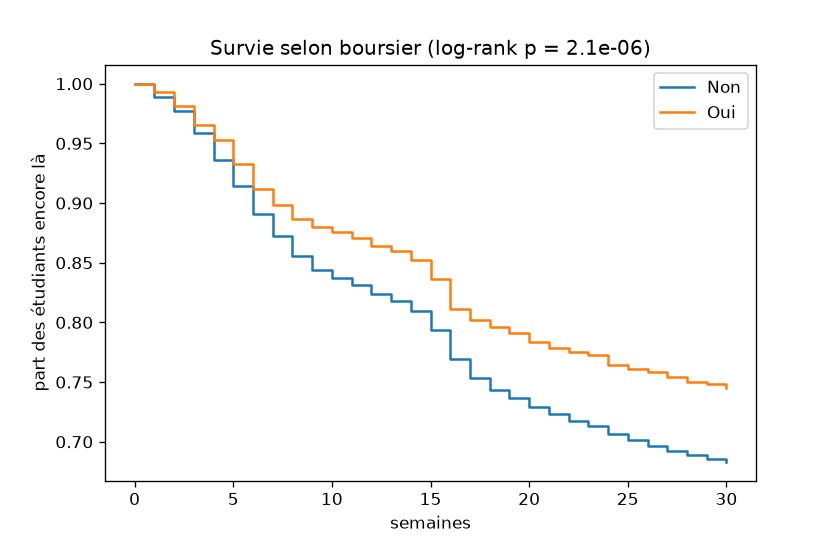 Survie selon boursier (log-rank p = 2.1e-06)
Non
Oui
part des étudiants encore là
1.00
0.95
0.90
0.85
0.80
0.75
0.70
0 5 10 15 20 25 30
semaines